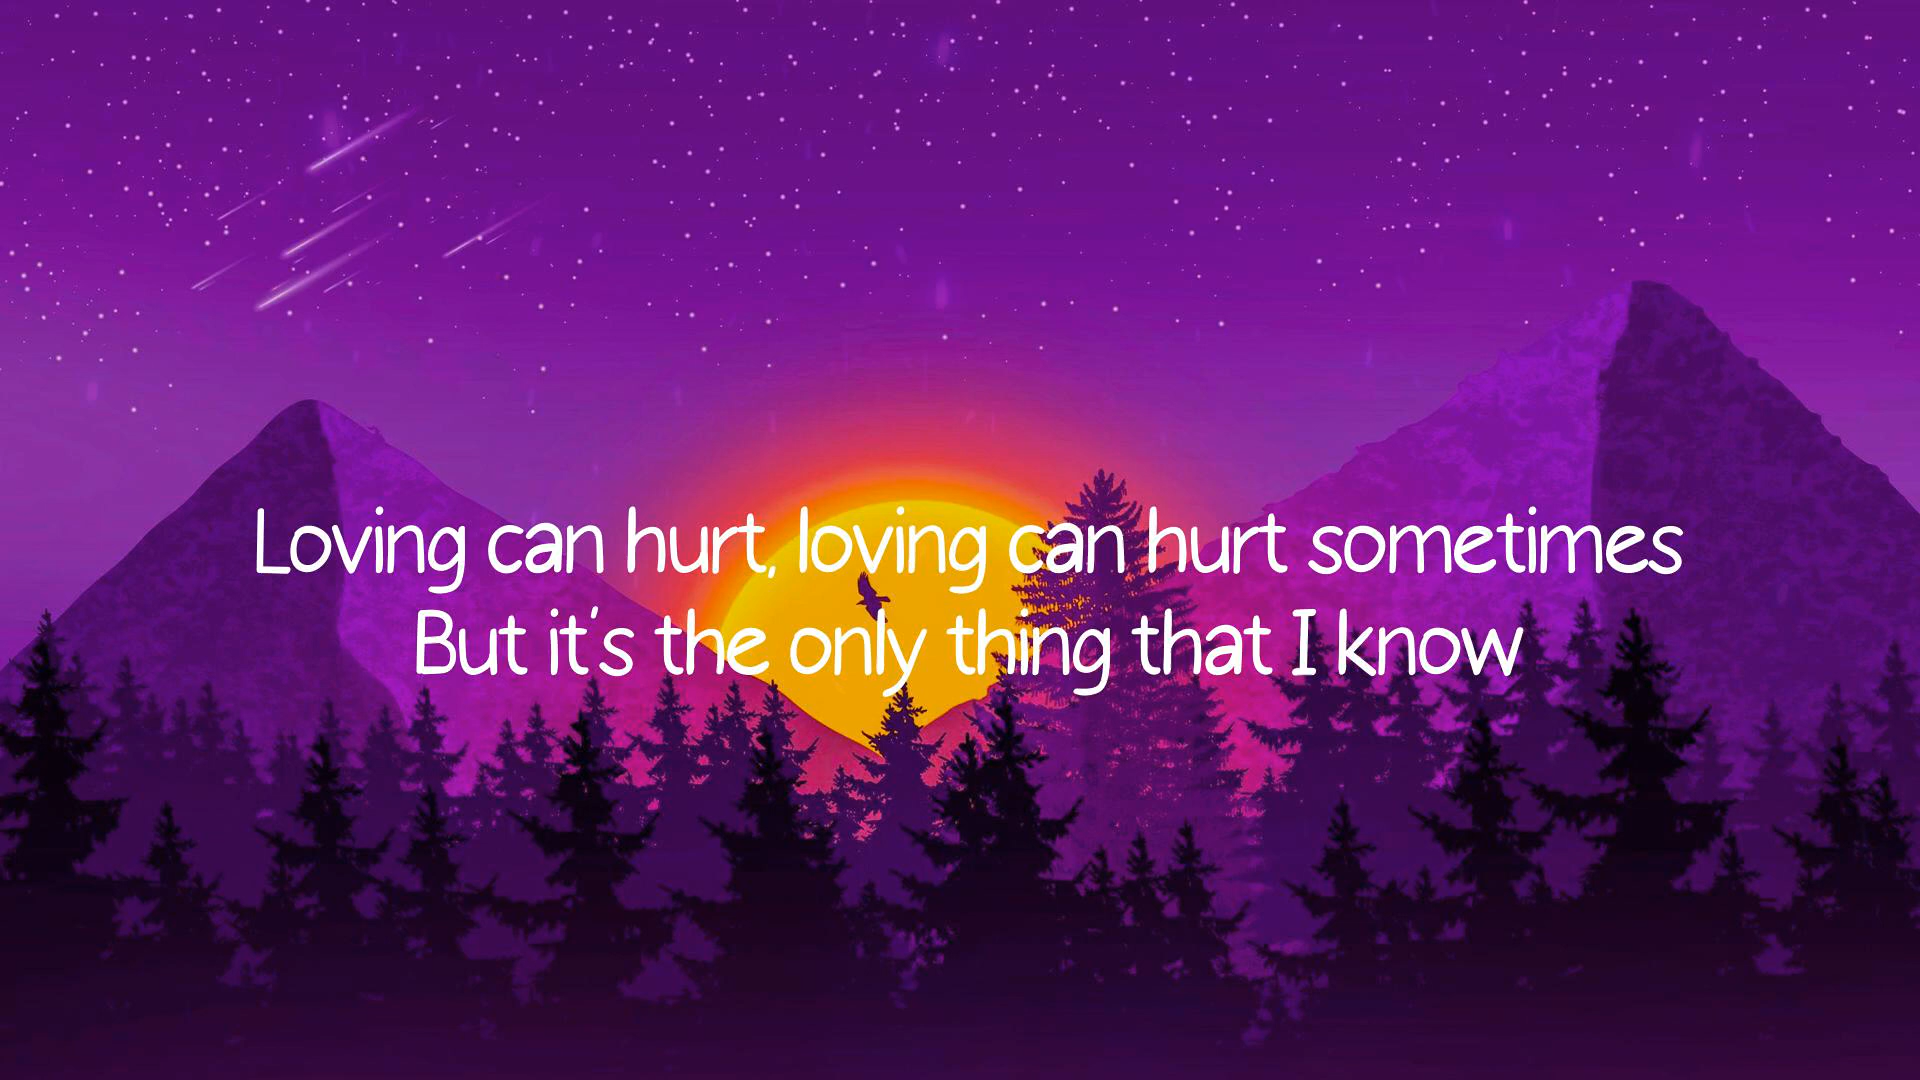 Loving can hurt, loving can hurt sometimes
But it's the only thing that I know